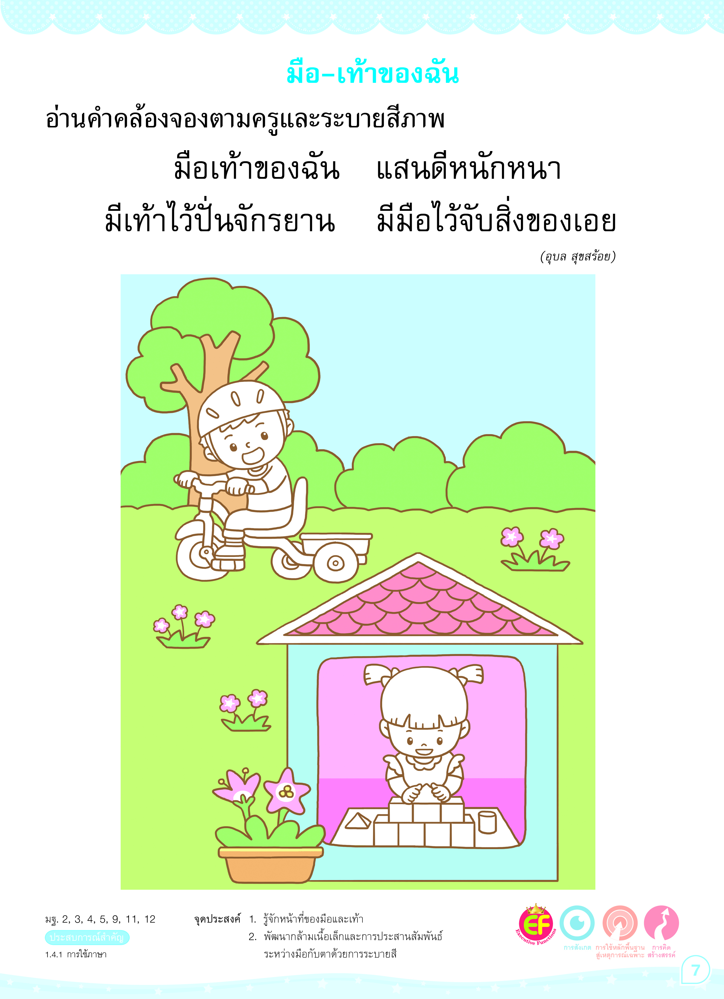 มือ-เท้าของฉัน
อ่านคำคล้องจองตามครูและระบายสีภาพ
มือเท้าของฉัน แสนดีหนักหนา
มีเท้าไว้ปั่นจักรยาน มีมือไว้จับสิ่งของเอย
(อุบล สุขสร้อย)
มฐ. 2, 3, 4, 5, 9, 11, 12
ประสบการณ์สำคัญ
1.4.1 การใช้ภาษา
จุดประสงค์ 1. รู้จักหน้าที่ของมือและเท้า
2. พัฒนากล้ามเนื้อเล็กและการประสานสัมพันธ์
ระหว่างมือกับตาด้วยการระบายสี
EF
Executive Functions
การสังเกต
การใช้หลักพื้นฐาน
สู่เหตุการณ์เฉพาะ
การคิด
สร้างสรรค์
7